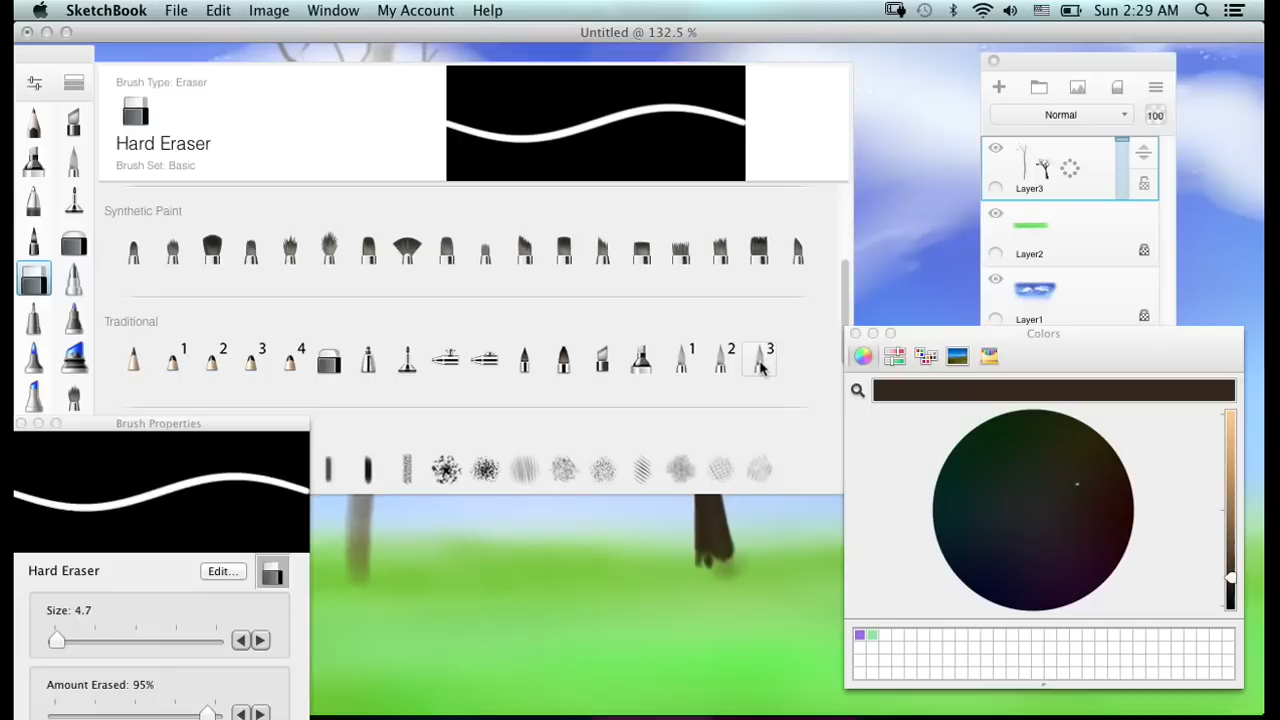 SketchBook File Edit Image Window My Account Help Sun 2:29 AM
Untitled @ 132.5 %
Brush Type: Eraser
Hard Eraser
Brush Set: Basic
Normal 100
Layer3
Synthetic Paint
Layer2
Traditional
Layer1
Colors
1 2 3 4 1 2 3
Brush Properties
Hard Eraser Edit...
Size: 4.7
Amount Erased: 95%